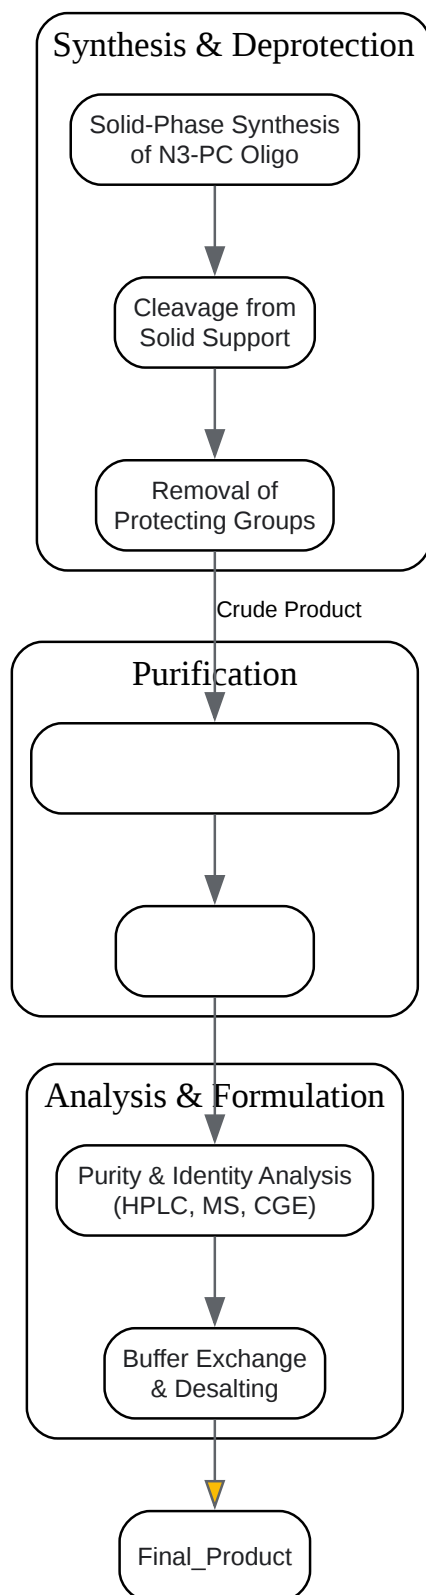 Synthesis & Deprotection
Solid-Phase Synthesis
of N3-PC Oligo
Cleavage from
Solid Support
Removal of
Protecting Groups
Crude Product
Purification
Analysis & Formulation
Purity & Identity Analysis
(HPLC, MS, CGE)
Buffer Exchange
& Desalting
Final_Product